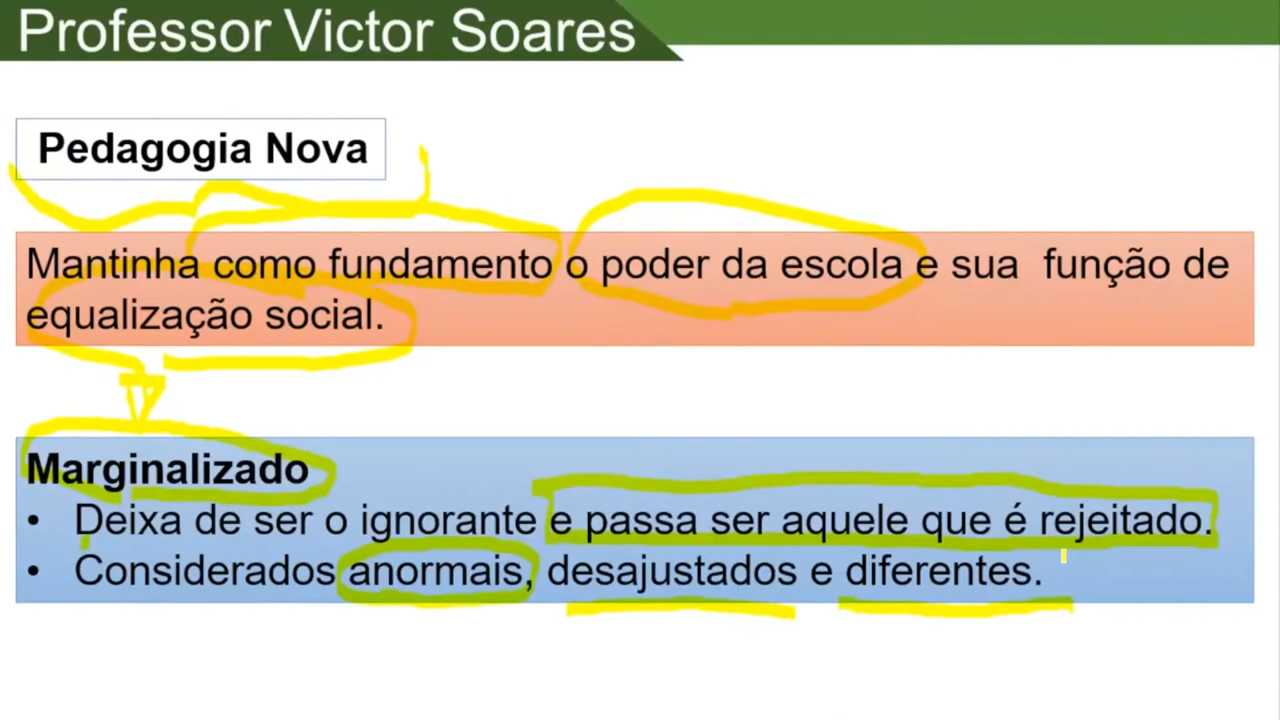 Professor Victor Soares
Pedagogia Nova
Mantinha como fundamento o poder da escola e sua função de
equalização social.
Marginalizado
• Deixa de ser o ignorante e passa ser aquele que é rejeitado.
• Considerados anormais, desajustados e diferentes.